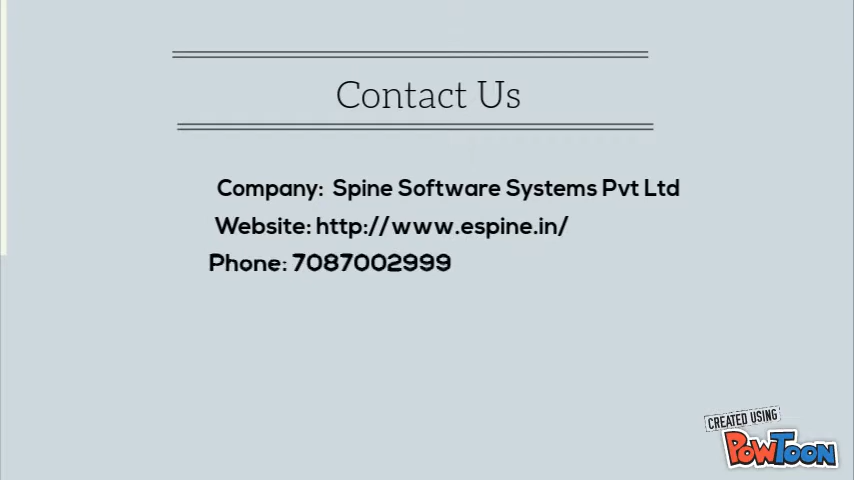 Contact Us
Company: Spine Software Systems Pvt Ltd
Website: http://www.espine.in/
Phone: 7087002999
CREATED USING
POWTOON